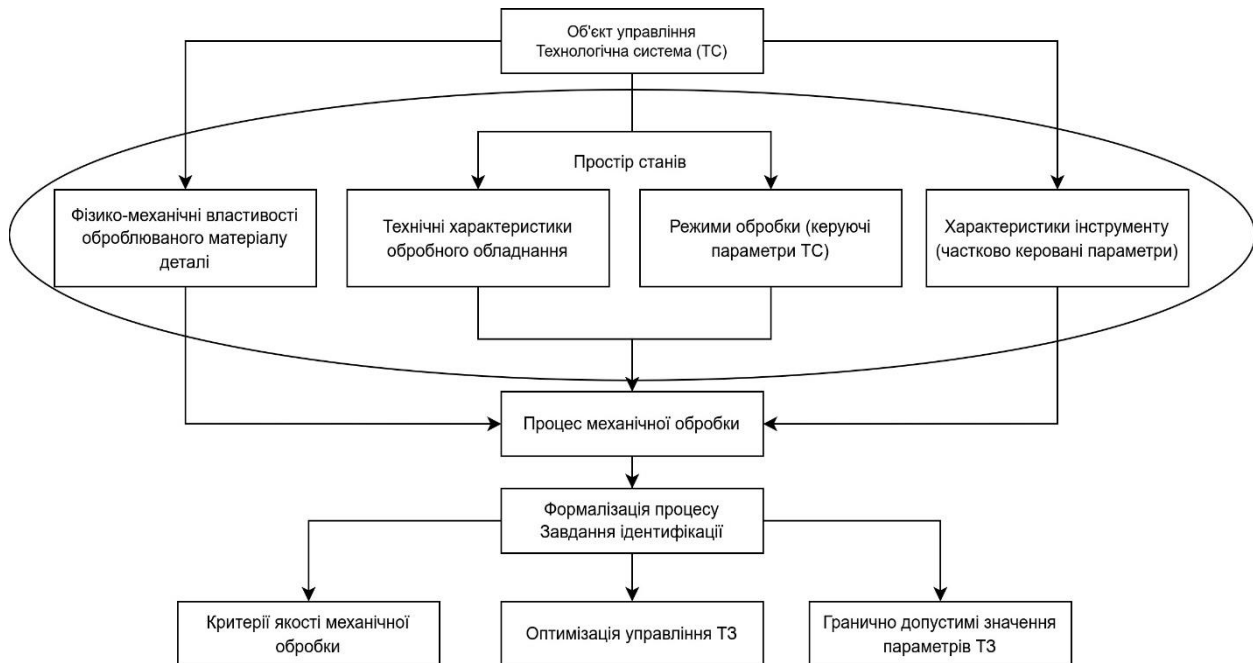 Об'єкт управління
Технологічна система (ТС)
Простір станів
Фізико-механічні властивості
оброблюваного матеріалу
деталі
Технічні характеристики
обробного обладнання
Режими обробки (керуючі
параметри ТС)
Характеристики інструменту
(частково керовані параметри)
Процес механічної обробки
Формалізація процесу
Завдання ідентифікації
Критерії якості механічної
обробки
Оптимізація управління ТЗ
Гранично допустимі значення
параметрів ТЗ